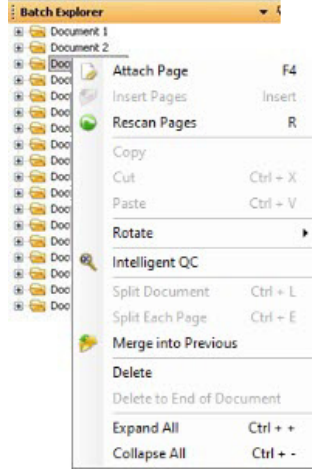 Batch Explorer
Document 1
Document 2
Doc
Attach Page F4
Doc
Doc
Insert Pages Insert
Doc
Rescan Pages R
Doc
Doc
Copy
Doc
Cut Ctrl + X
Doc
Paste Ctrl + V
Doc
Doc
Rotate
Doc
Doc
Intelligent QC
Doc
Doc
Split Document Ctrl + L
Doc
Doc
Split Each Page Ctrl + E
Merge into Previous
Delete
Delete to End of Document
Expand All Ctrl + +
Collapse All Ctrl + -